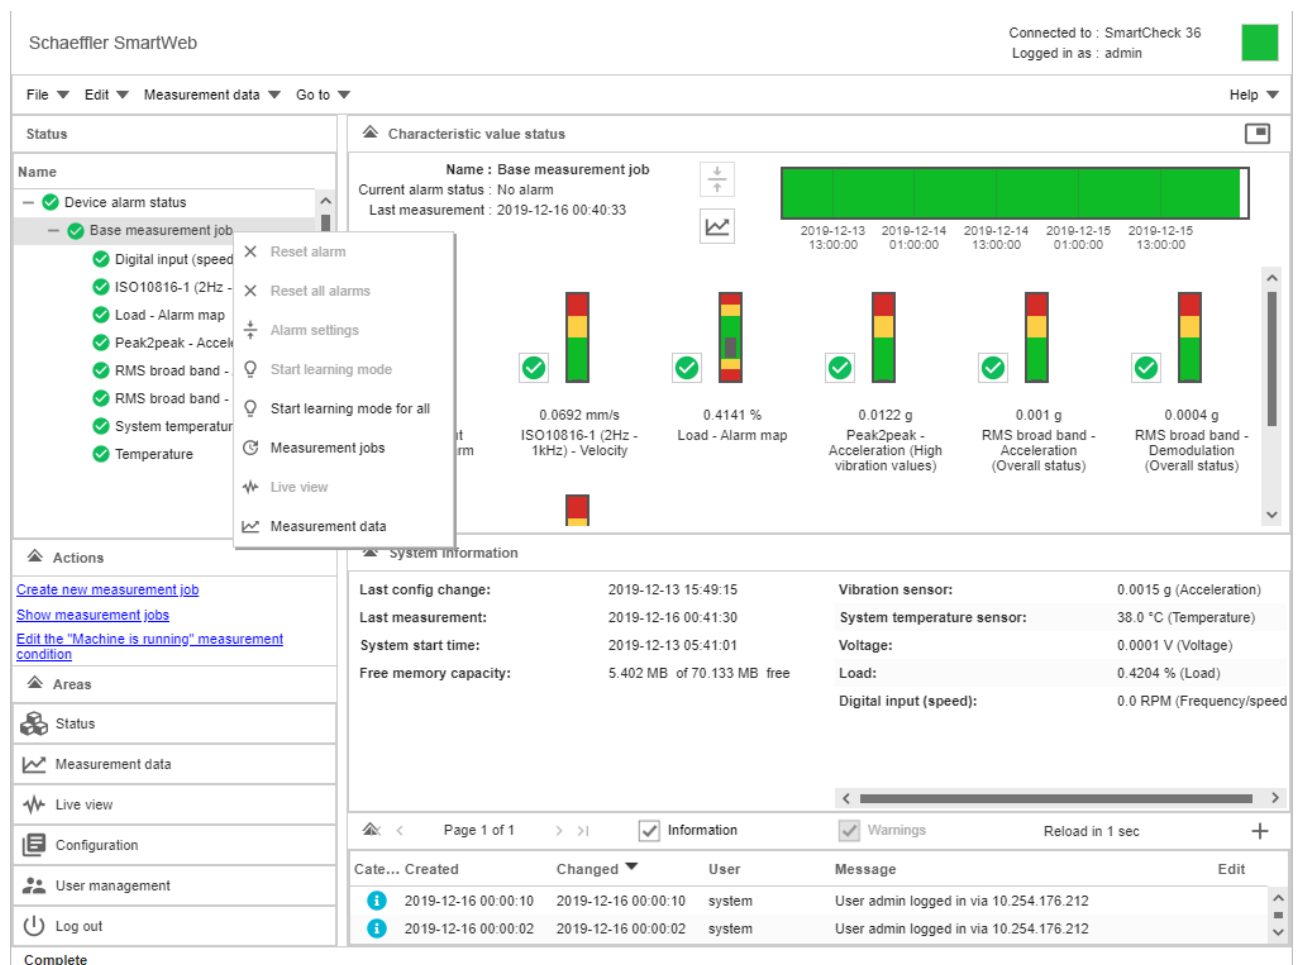 Schaeffler SmartWeb
Connected to : SmartCheck 36
Logged in as : admin
File Edit Measurement data Go to Help
Status
Name
Device alarm status
Base measurement job
Digital input (speed
ISO10816-1 (2Hz -
Load - Alarm map
Peak2peak - Accele
RMS broad band -
RMS broad band -
System temperatur
Temperature
Reset alarm
Reset all alarms
Alarm settings
Start learning mode
Start learning mode for all
Measurement jobs
Live view
Measurement data
Characteristic value status
Name : Base measurement job
Current alarm status : No alarm
Last measurement : 2019-12-16 00:40:33
2019-12-13 2019-12-14 2019-12-14 2019-12-15 2019-12-15
13:00:00 01:00:00 13:00:00 01:00:00 13:00:00
0.0692 mm/s
ISO10816-1 (2Hz -
1kHz) - Velocity
0.4141 %
Load - Alarm map
0.0122 g
Peak2peak -
Acceleration (High
vibration values)
0.001 g
RMS broad band -
Acceleration
(Overall status)
0.0004 g
RMS broad band -
Demodulation
(Overall status)
Actions
Create new measurement job
Show measurement jobs
Edit the "Machine is running" measurement
condition
Areas
Status
Measurement data
Live view
Configuration
User management
Log out
System information
Last config change: 2019-12-13 15:49:15
Last measurement: 2019-12-16 00:41:30
System start time: 2019-12-13 05:41:01
Free memory capacity: 5.402 MB of 70.133 MB free
Vibration sensor: 0.0015 g (Acceleration)
System temperature sensor: 38.0 °C (Temperature)
Voltage: 0.0001 V (Voltage)
Load: 0.4204 % (Load)
Digital input (speed): 0.0 RPM (Frequency/speed
Page 1 of 1 Information Warnings Reload in 1 sec
Cate... Created Changed User Message Edit
2019-12-16 00:00:10 2019-12-16 00:00:10 system User admin logged in via 10.254.176.212
2019-12-16 00:00:02 2019-12-16 00:00:02 system User admin logged in via 10.254.176.212
Complete